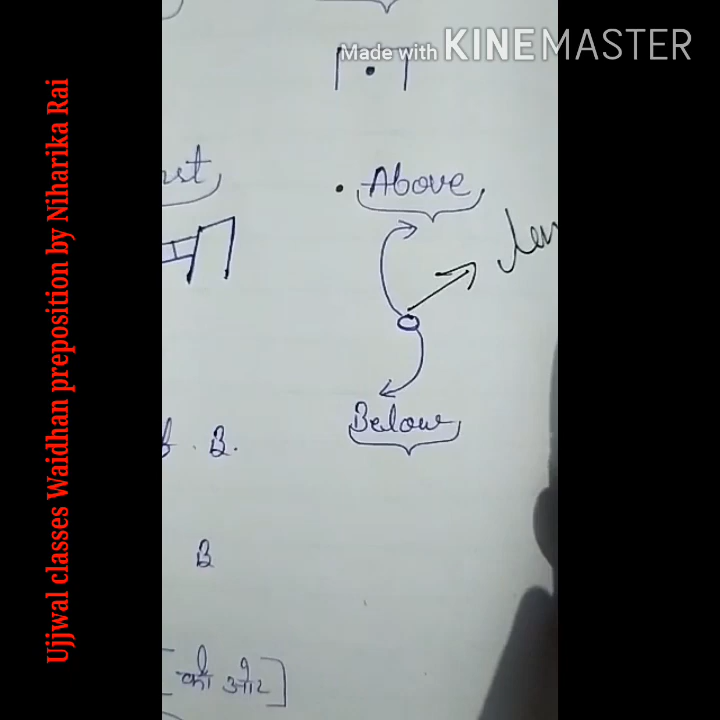 Made with KINEMASTER
Ujjwal classes Waidhan preposition by Niharika Rai
Above
Below
B.
B
[की ओर]